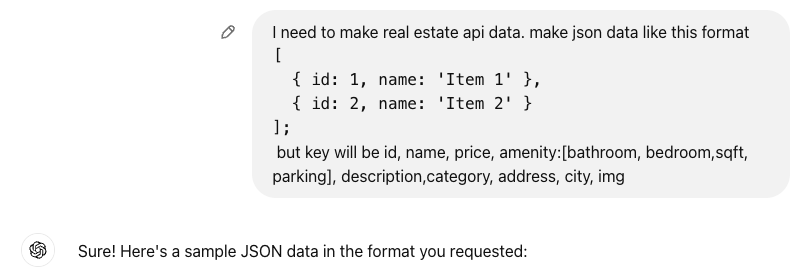 I need to make real estate api data. make json data like this format
[
  { id: 1, name: 'Item 1' },
  { id: 2, name: 'Item 2' }
];
but key will be id, name, price, amenity:[bathroom, bedroom,sqft,
parking], description,category, address, city, img
Sure! Here's a sample JSON data in the format you requested: